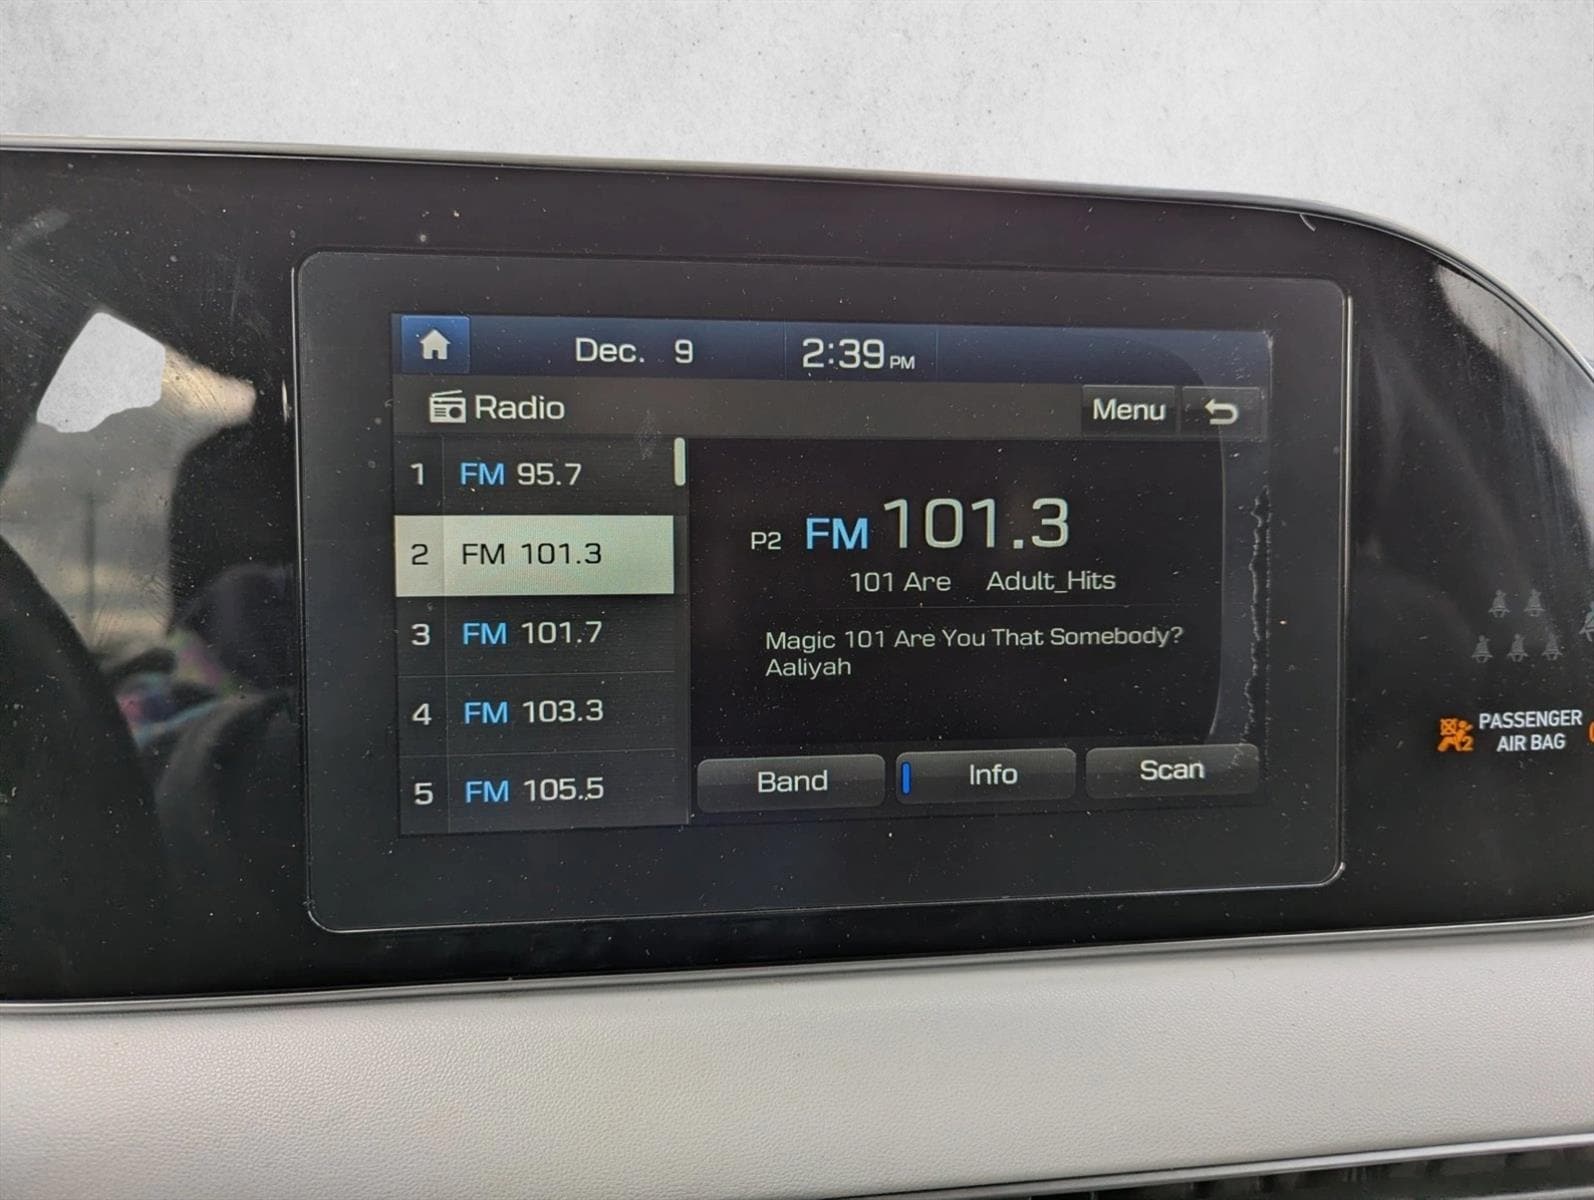 Dec. 9 2:39 PM
Radio Menu
1 FM 95.7
2 FM 101.3
3 FM 101.7
4 FM 103.3
5 FM 105.5
P2 FM 101.3
101 Are Adult_Hits
Magic 101 Are You That Somebody?
Aaliyah
Band Info Scan
PASSENGER
AIR BAG
2